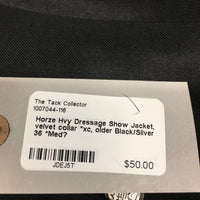 The Tack Collector
1007044-116
Horze Hvy Dressage Show Jacket,
velvet collar *xc, older Black/Silver
36 *Med?
JDEJ5T
$50.00